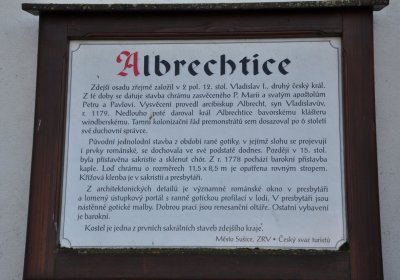 Albrechtice
Zdejší osadu zřejmě založil v 2 pol. 12. stol. Vladislav I., druhý český král.
Z té doby se datuje stavba chrámu zasvěceného P. Marii a svatým apoštolům
Petru a Pavlovi. Vysvěcení provedl arcibiskup Albrecht, syn Vladislavův,
r. 1179. Nedlouho poté daroval král Albrechtice bavorskému klášteru
windberskému. Tamní kolonizační řád premonstrátů sem dosazoval po 6 století
své duchovní správce.
Původní jednolodní stavba z období rané gotiky, v jejímž slohu se projevují
i prvky románské, se dochovala ve své podstatě dodnes. Později v 15. stol.
byla přistavěna sakristie a sklenut chór. Z r. 1778 pochází barokní přístavba
kaple. Loď chrámu o rozměrech 11,5 x 8,5 m je opatřena rovným stropem.
Křížová klenba je v sakristii a presbytáři.
Z architektonických detailů je významné románské okno v presbytáři
a lomený ústupkový portál s ranně gotickou profilací v lodi. V presbytáři jsou
nástěnné gotické malby. Dobrou prací jsou renesanční oltáře. Ostatní vybavení
je barokní.
Kostel je jedna z prvních sakrálních staveb zdejšího kraje.
Město Sušice, ZRV • Český svaz turistů